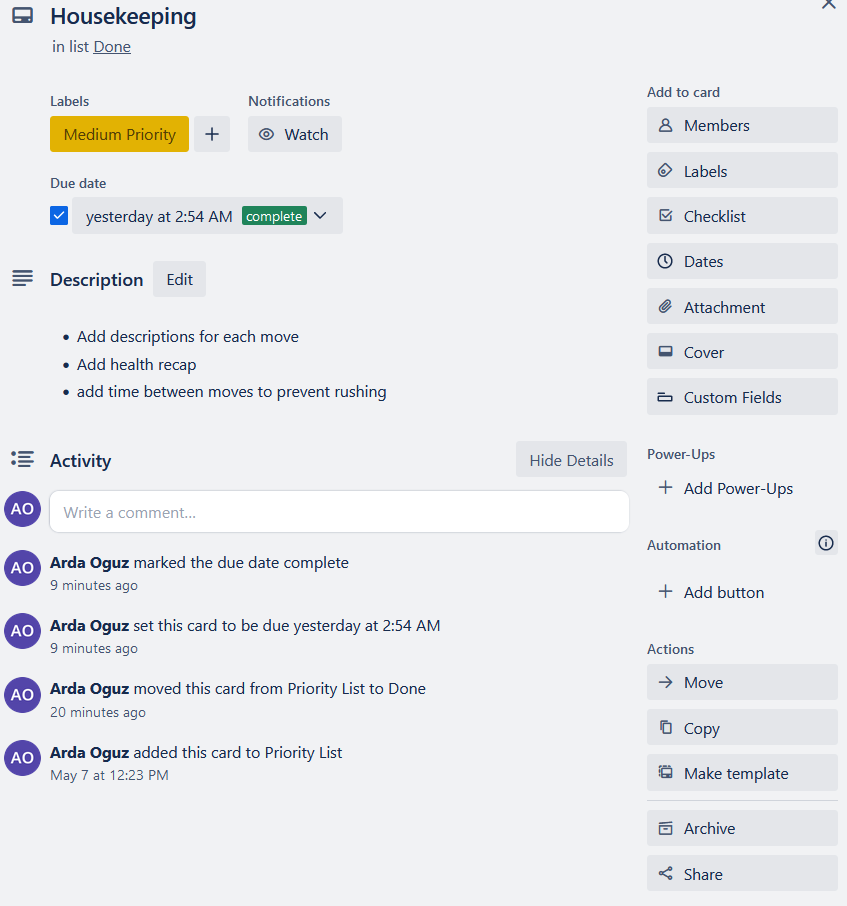 Housekeeping
in list Done
Labels
Medium Priority
Notifications
Watch
Due date
yesterday at 2:54 AM complete
Description
Edit
• Add descriptions for each move
• Add health recap
• add time between moves to prevent rushing
Activity
Hide Details
AO
Write a comment...
AO
Arda Oguz marked the due date complete
9 minutes ago
AO
Arda Oguz set this card to be due yesterday at 2:54 AM
9 minutes ago
AO
Arda Oguz moved this card from Priority List to Done
20 minutes ago
AO
Arda Oguz added this card to Priority List
May 7 at 12:23 PM
Add to card
Members
Labels
Checklist
Dates
Attachment
Cover
Custom Fields
Power-Ups
+ Add Power-Ups
Automation
+ Add button
Actions
Move
Copy
Make template
Archive
Share